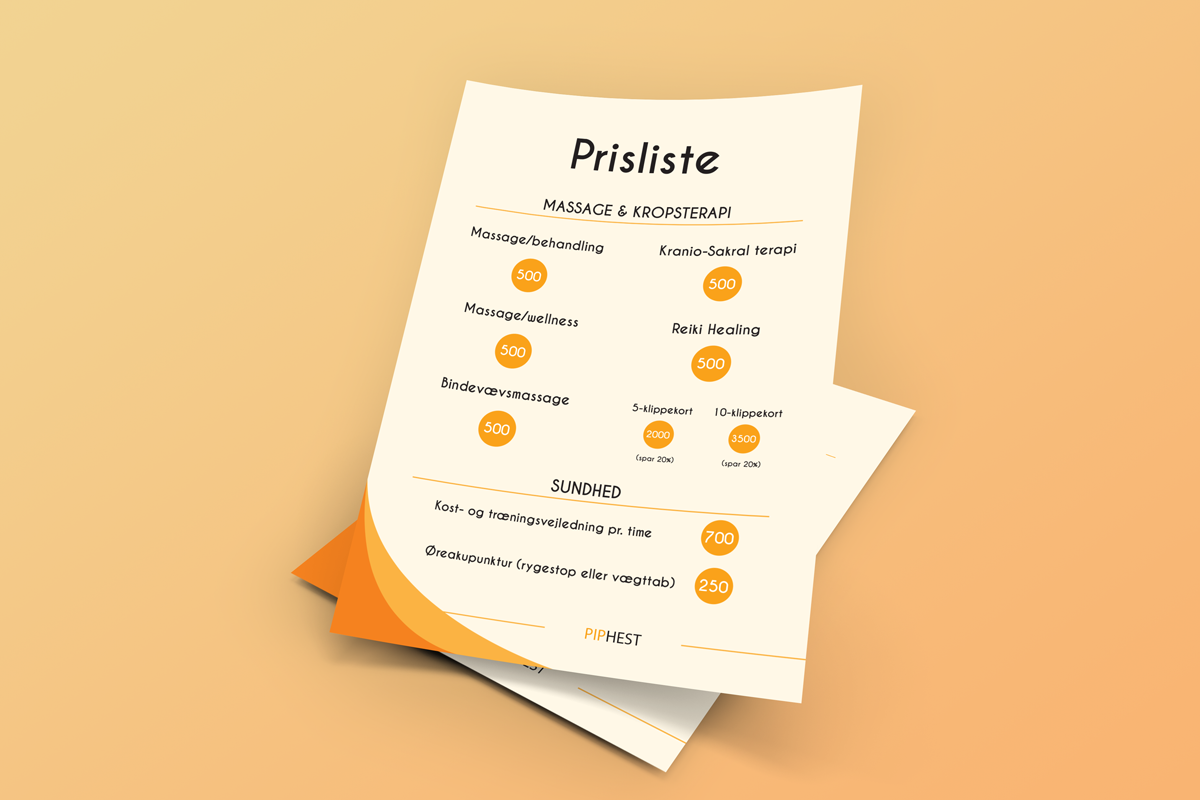 Prisliste
MASSAGE & KROPSTERAPI
Massage/behandling
500
Kranio-Sakral terapi
500
Massage/wellness
500
Reiki Healing
500
Bindevævsmassage
500
5-klippekort
2000
(spar 20%)
10-klippekort
3500
(spar 20%)
SUNDHED
Kost- og træningsvejledning pr. time
700
Øreakupunktur (rygestop eller vægttab)
250
PIPHEST